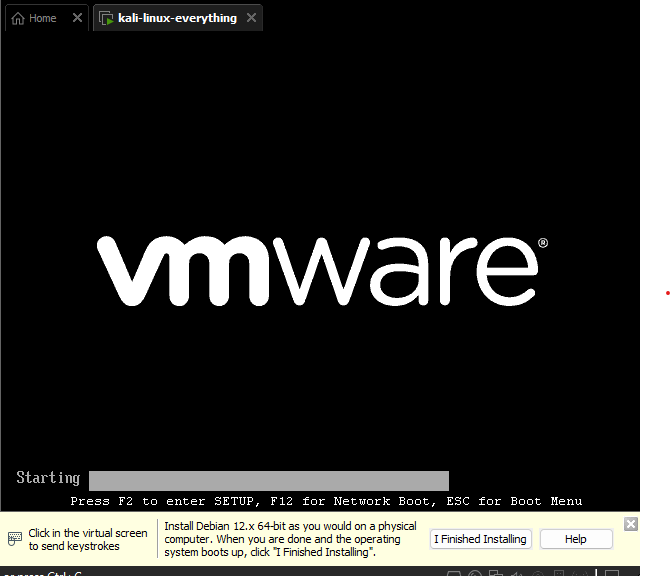 Home
kali-linux-everything
vmware®
Starting
Press F2 to enter SETUP, F12 for Network Boot, ESC for Boot Menu
Click in the virtual screen
to send keystrokes
Install Debian 12.x 64-bit as you would on a physical
computer. When you are done and the operating
system boots up, click "I Finished Installing".
I Finished Installing
Help
or press Ctrl+G.